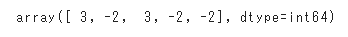 array([ 3, -2,  3, -2, -2], dtype=int64)